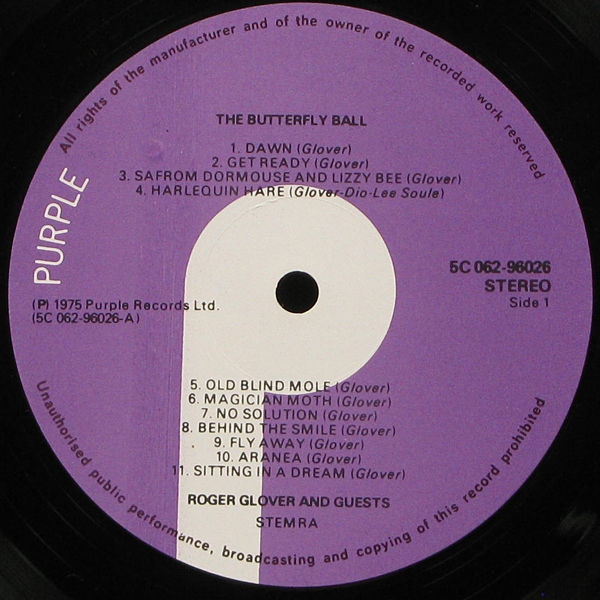 All rights of the manufacturer and of the owner of the recorded work reserved
PURPLE
THE BUTTERFLY BALL
1. DAWN (Glover)
2. GET READY (Glover)
3. SAFROM DORMOUSE AND LIZZY BEE (Glover)
4. HARLEQUIN HARE (Glover-Dio-Lee Soule)
5C 062-96026
STEREO
Side 1
(P) 1975 Purple Records Ltd.
(5C 062-96026-A)
5. OLD BLIND MOLE (Glover)
6. MAGICIAN MOTH (Glover)
7. NO SOLUTION (Glover)
8. BEHIND THE SMILE (Glover)
9. FLY AWAY (Glover)
10. ARANEA (Glover)
11. SITTING IN A DREAM (Glover)
ROGER GLOVER AND GUESTS
STEMRA
Unauthorised public performance, broadcasting and copying of this record prohibited